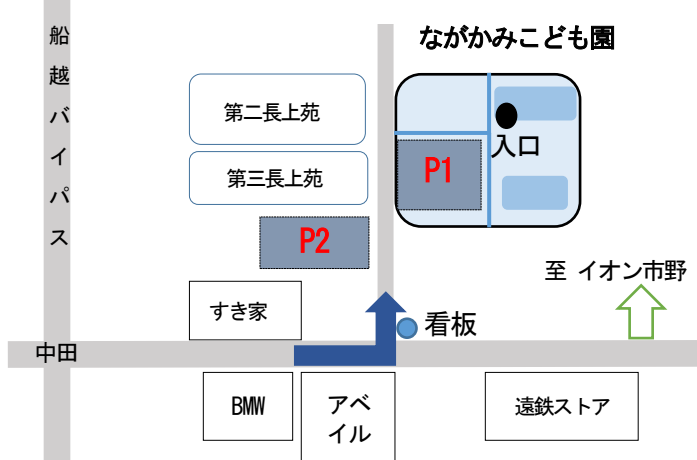 ながかみこども園
船越バイパス
第二長上苑
入口
第三長上苑
P1
P2
至 イオン市野
すき家
看板
中田
BMW
アベ
イル
遠鉄ストア